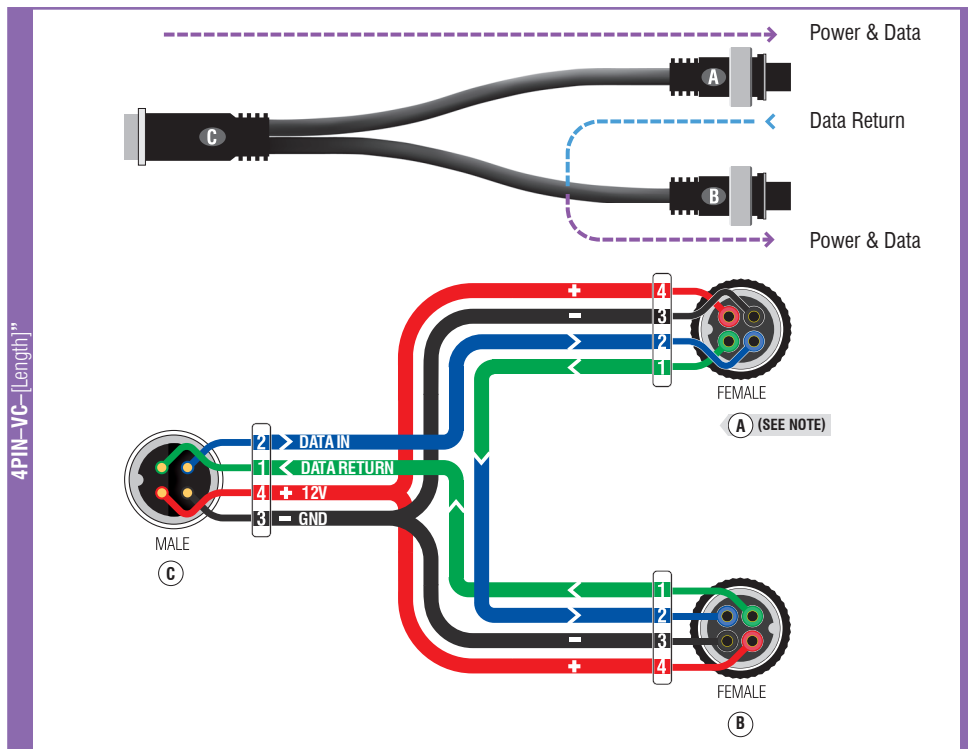 4PIN–VC–[Length]"
Power & Data
A
C
Data Return
B
Power & Data
+ 4
– 3
> 2
< 1
FEMALE
A (SEE NOTE)
2 > DATA IN
1 < DATA RETURN
4 + 12V
3 – GND
MALE
C
< 1
> 2
– 3
+ 4
FEMALE
B